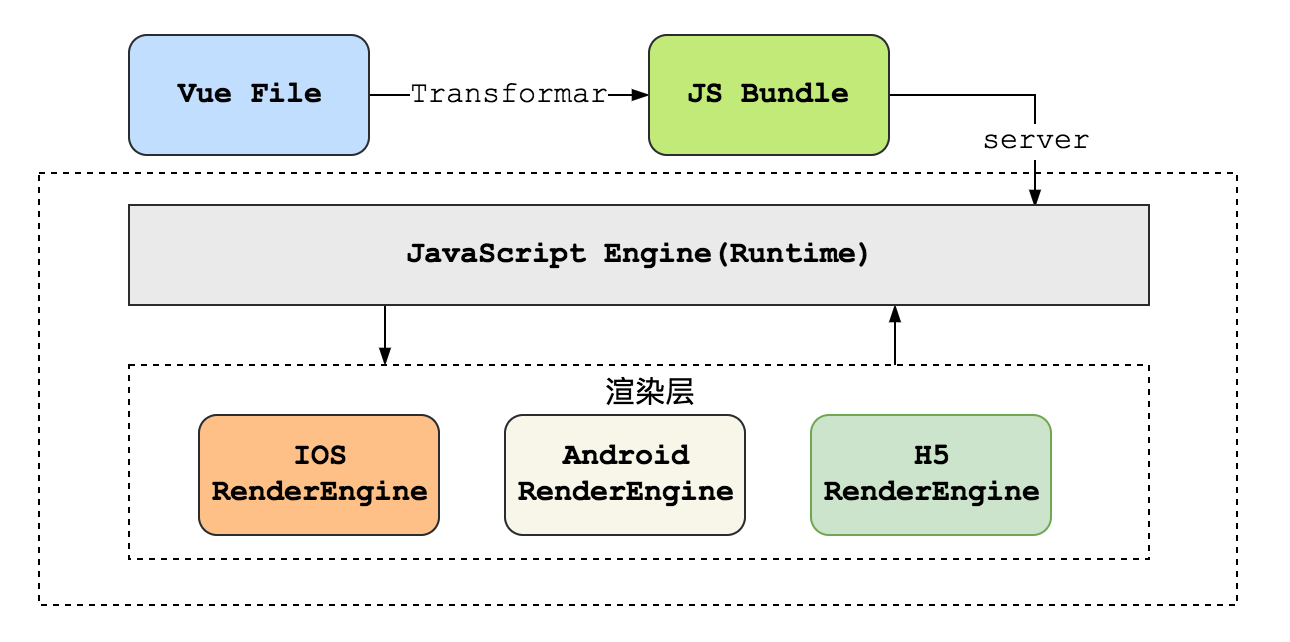 Vue File
Transformar
JS Bundle
server
JavaScript Engine(Runtime)
渲染层
IOS
RenderEngine
Android
RenderEngine
H5
RenderEngine